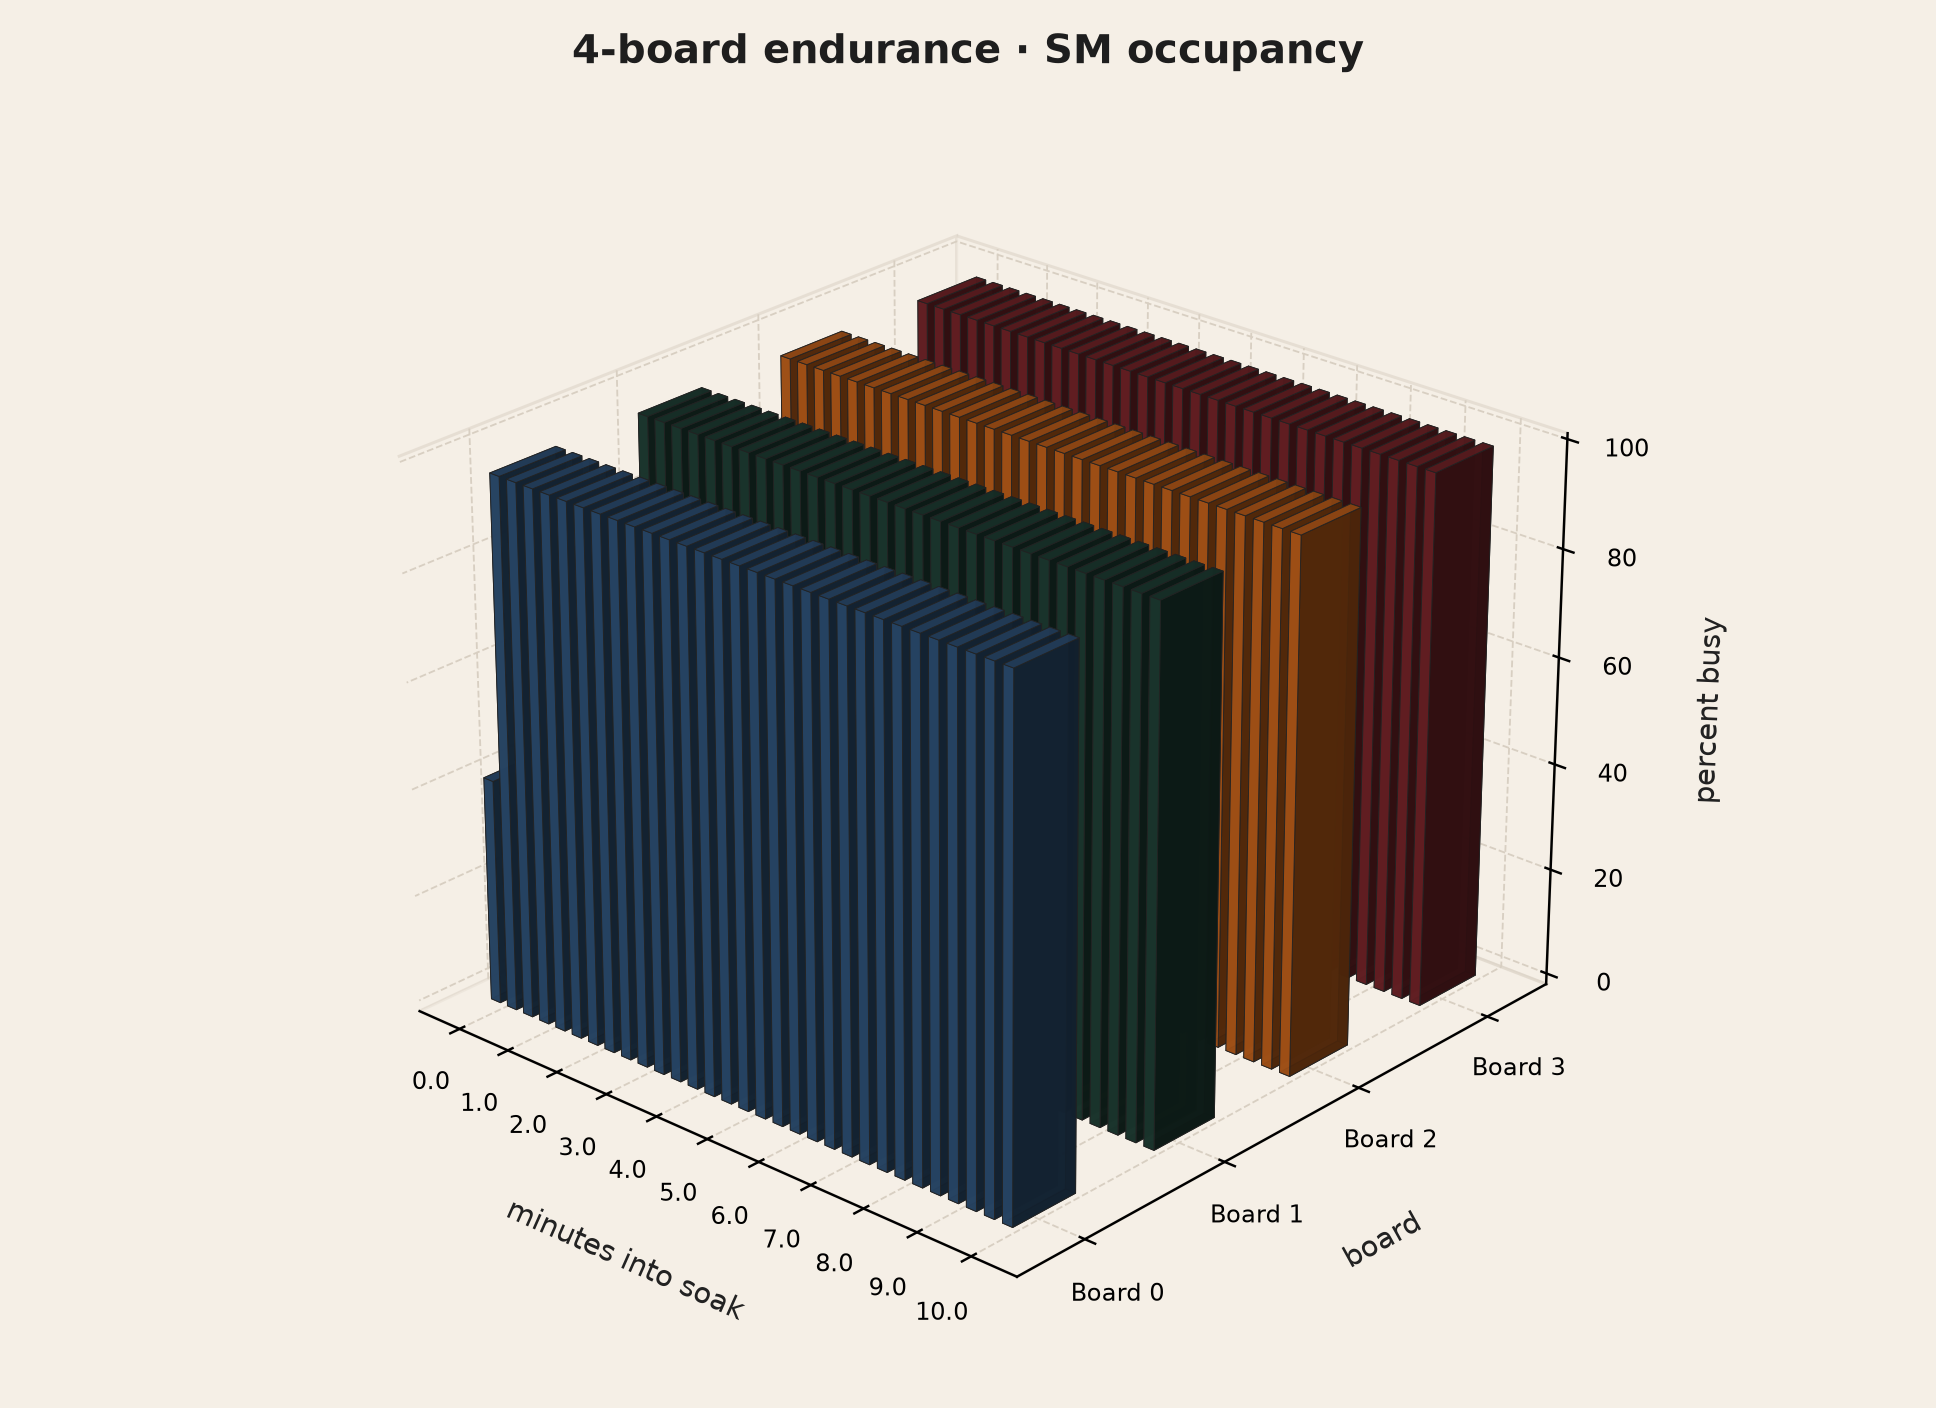 4-board endurance · SM occupancy
100
80
60
40
20
0
percent busy
0.0
1.0
2.0
3.0
4.0
5.0
6.0
7.0
8.0
9.0
10.0
minutes into soak
Board 0
Board 1
Board 2
Board 3
board